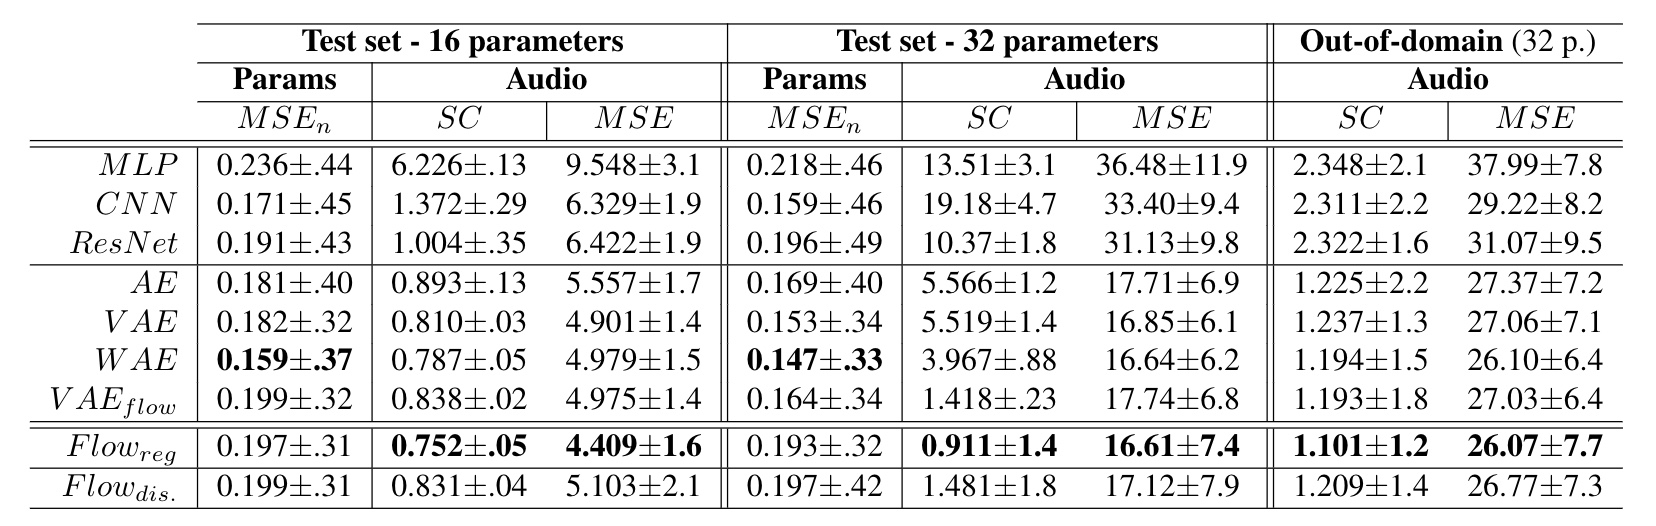 Test set - 16 parameters Test set - 32 parameters Out-of-domain (32 p.)
Params Audio Params Audio Audio
MSE_n SC MSE MSE_n SC MSE SC MSE
MLP 0.236±.44 6.226±.13 9.548±3.1 0.218±.46 13.51±3.1 36.48±11.9 2.348±2.1 37.99±7.8
CNN 0.171±.45 1.372±.29 6.329±1.9 0.159±.46 19.18±4.7 33.40±9.4 2.311±2.2 29.22±8.2
ResNet 0.191±.43 1.004±.35 6.422±1.9 0.196±.49 10.37±1.8 31.13±9.8 2.322±1.6 31.07±9.5
AE 0.181±.40 0.893±.13 5.557±1.7 0.169±.40 5.566±1.2 17.71±6.9 1.225±2.2 27.37±7.2
VAE 0.182±.32 0.810±.03 4.901±1.4 0.153±.34 5.519±1.4 16.85±6.1 1.237±1.3 27.06±7.1
WAE 0.159±.37 0.787±.05 4.979±1.5 0.147±.33 3.967±.88 16.64±6.2 1.194±1.5 26.10±6.4
VAE_flow 0.199±.32 0.838±.02 4.975±1.4 0.164±.34 1.418±.23 17.74±6.8 1.193±1.8 27.03±6.4
Flow_reg 0.197±.31 0.752±.05 4.409±1.6 0.193±.32 0.911±1.4 16.61±7.4 1.101±1.2 26.07±7.7
Flow_dis. 0.199±.31 0.831±.04 5.103±2.1 0.197±.42 1.481±1.8 17.12±7.9 1.209±1.4 26.77±7.3